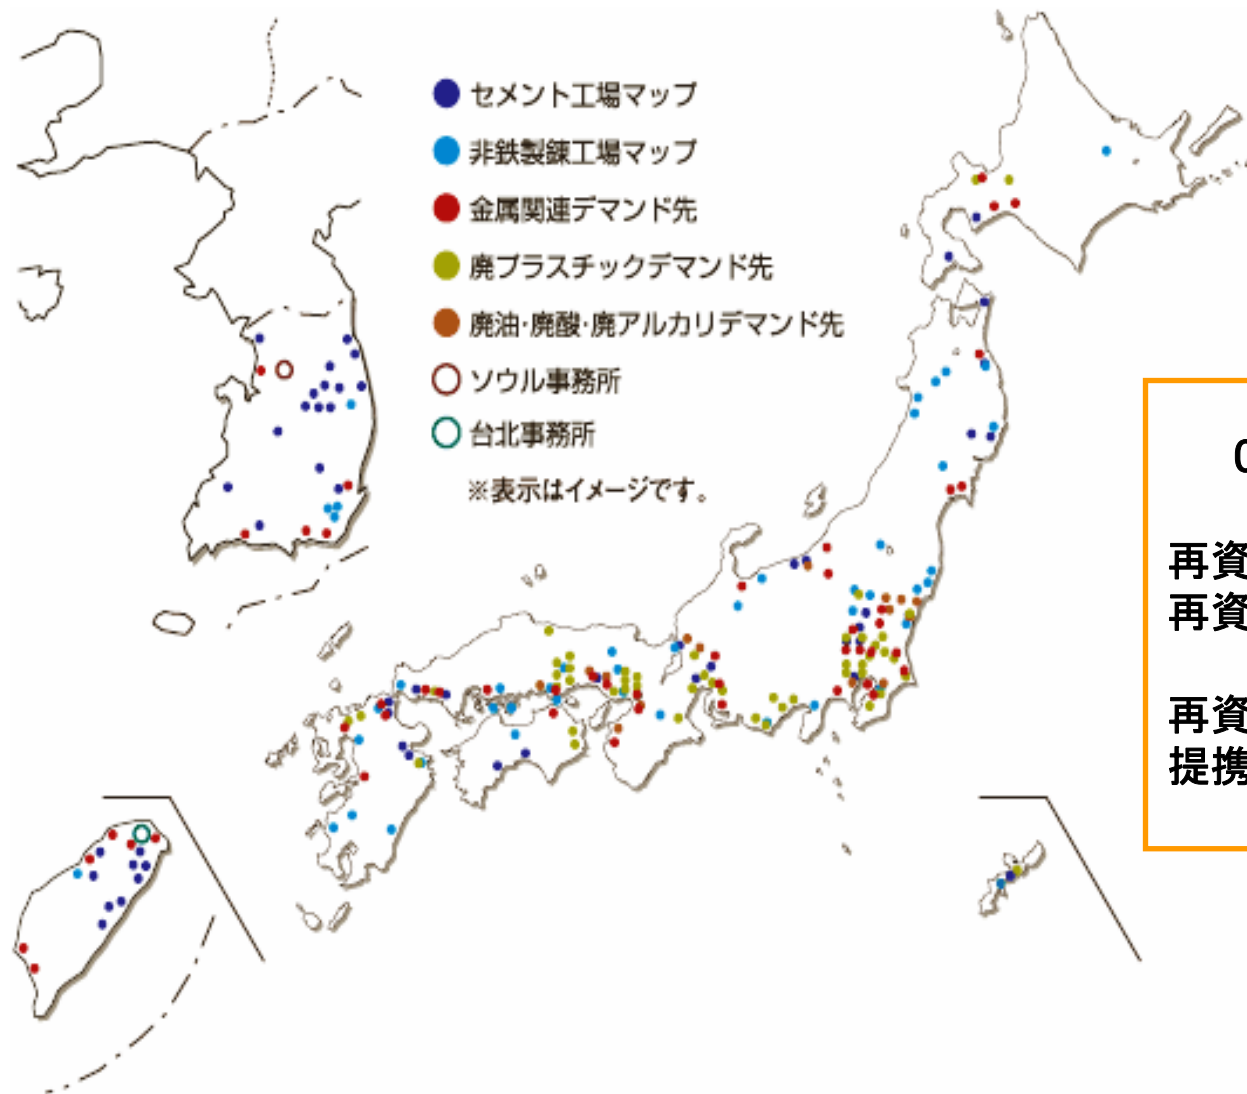 セメント工場マップ
非鉄製錬工場マップ
金属関連デマンド先
廃プラスチックデマンド先
廃油・廃酸・廃アルカリデマンド先
ソウル事務所
台北事務所
※表示はイメージです。
再資
再資
再資
提携